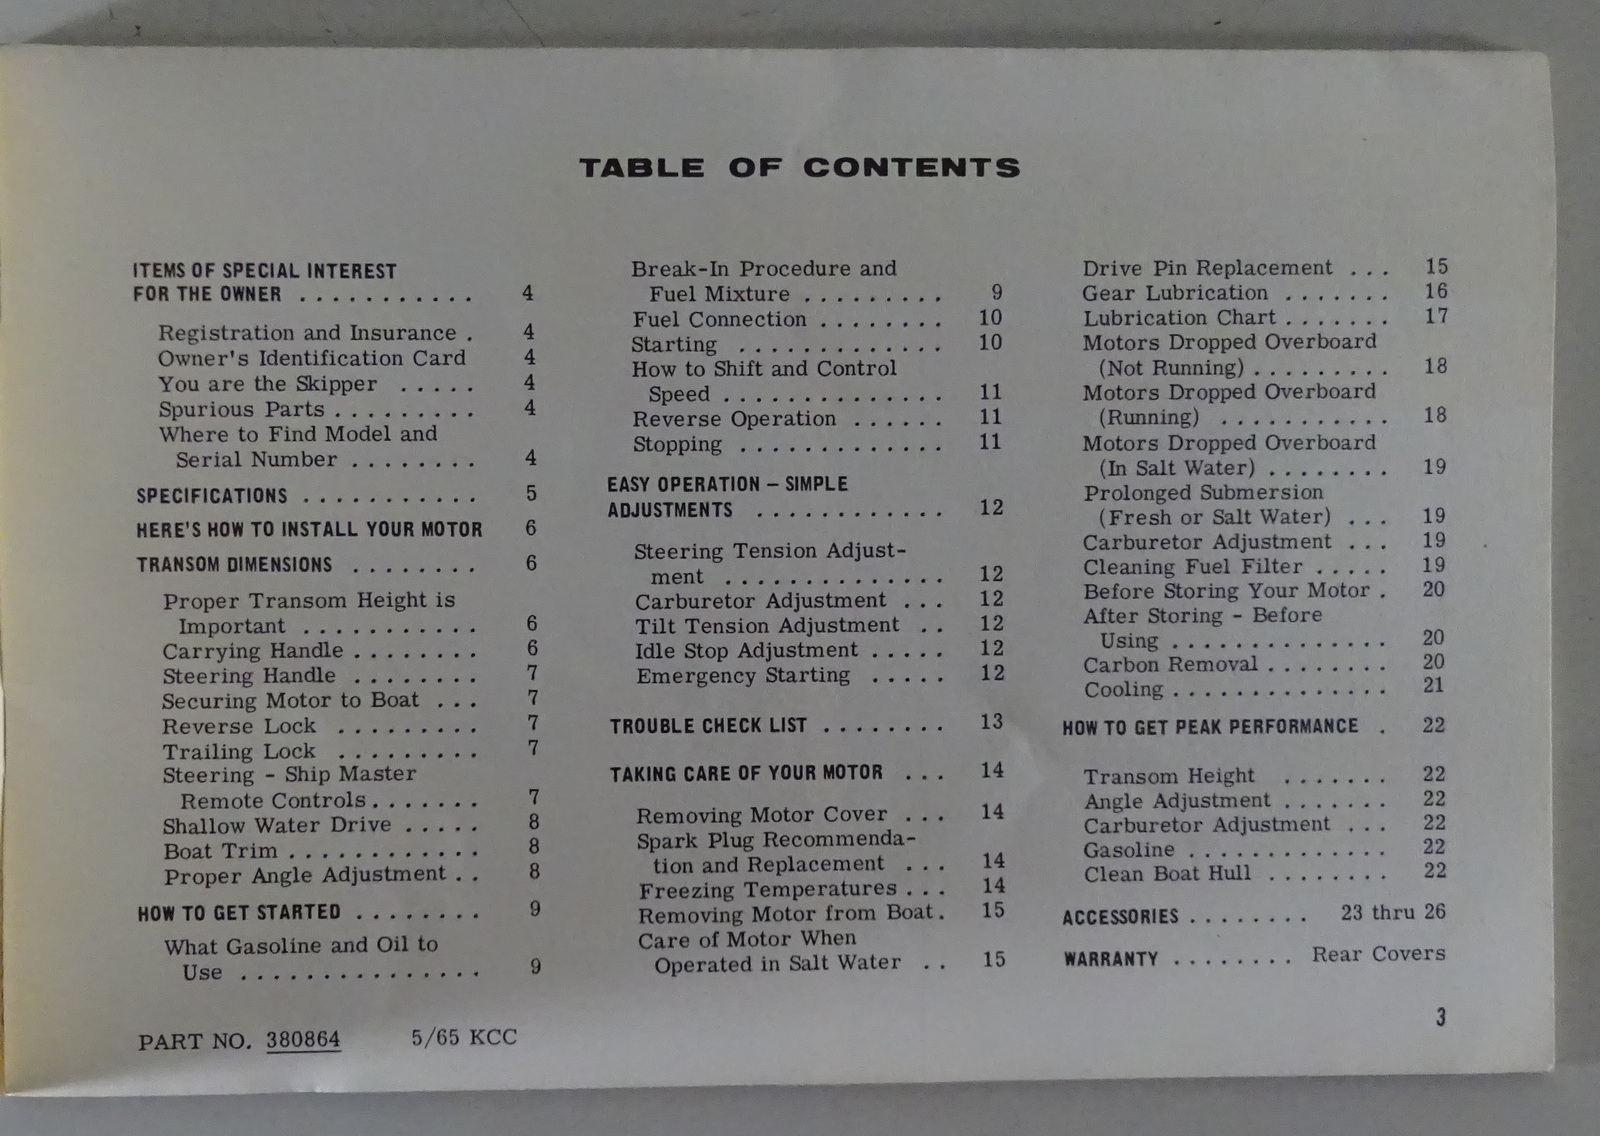 TABLE OF CONTENTS
ITEMS OF SPECIAL INTEREST
FOR THE OWNER . . . . . . . . . . . 4
Registration and Insurance . 4
Owner's Identification Card 4
You are the Skipper . . . . . 4
Spurious Parts . . . . . . . . . 4
Where to Find Model and
Serial Number . . . . . . . . 4
SPECIFICATIONS . . . . . . . . . . . 5
HERE'S HOW TO INSTALL YOUR MOTOR 6
TRANSOM DIMENSIONS . . . . . . . . 6
Proper Transom Height is
Important . . . . . . . . . . . 6
Carrying Handle . . . . . . . . 6
Steering Handle . . . . . . . . 7
Securing Motor to Boat . . . 7
Reverse Lock . . . . . . . . . 7
Trailing Lock . . . . . . . . . 7
Steering - Ship Master
Remote Controls . . . . . . . 7
Shallow Water Drive . . . . . 8
Boat Trim . . . . . . . . . . . . 8
Proper Angle Adjustment . . 8
HOW TO GET STARTED . . . . . . . . 9
What Gasoline and Oil to
Use . . . . . . . . . . . . . . . 9
Break-In Procedure and
Fuel Mixture . . . . . . . . . 9
Fuel Connection . . . . . . . . 10
Starting . . . . . . . . . . . . . 10
How to Shift and Control
Speed . . . . . . . . . . . . . . 11
Reverse Operation . . . . . . 11
Stopping . . . . . . . . . . . . . 11
EASY OPERATION – SIMPLE
ADJUSTMENTS . . . . . . . . . . . . 12
Steering Tension Adjust-
ment . . . . . . . . . . . . . . 12
Carburetor Adjustment . . . 12
Tilt Tension Adjustment . . 12
Idle Stop Adjustment . . . . . 12
Emergency Starting . . . . . 12
TROUBLE CHECK LIST . . . . . . . . 13
TAKING CARE OF YOUR MOTOR . . . 14
Removing Motor Cover . . . 14
Spark Plug Recommenda-
tion and Replacement . . . 14
Freezing Temperatures . . . 14
Removing Motor from Boat . 15
Care of Motor When
Operated in Salt Water . . 15
Drive Pin Replacement . . . 15
Gear Lubrication . . . . . . . 16
Lubrication Chart . . . . . . . 17
Motors Dropped Overboard
(Not Running) . . . . . . . . . 18
Motors Dropped Overboard
(Running) . . . . . . . . . . . 18
Motors Dropped Overboard
(In Salt Water) . . . . . . . . 19
Prolonged Submersion
(Fresh or Salt Water) . . . 19
Carburetor Adjustment . . . 19
Cleaning Fuel Filter . . . . . 19
Before Storing Your Motor . 20
After Storing - Before
Using . . . . . . . . . . . . . . 20
Carbon Removal . . . . . . . . 20
Cooling . . . . . . . . . . . . . . 21
HOW TO GET PEAK PERFORMANCE . 22
Transom Height . . . . . . . 22
Angle Adjustment . . . . . . . 22
Carburetor Adjustment . . . 22
Gasoline . . . . . . . . . . . . . 22
Clean Boat Hull . . . . . . . . 22
ACCESSORIES . . . . . . . . 23 thru 26
WARRANTY . . . . . . . . Rear Covers
3
PART NO. 380864 5/65 KCC